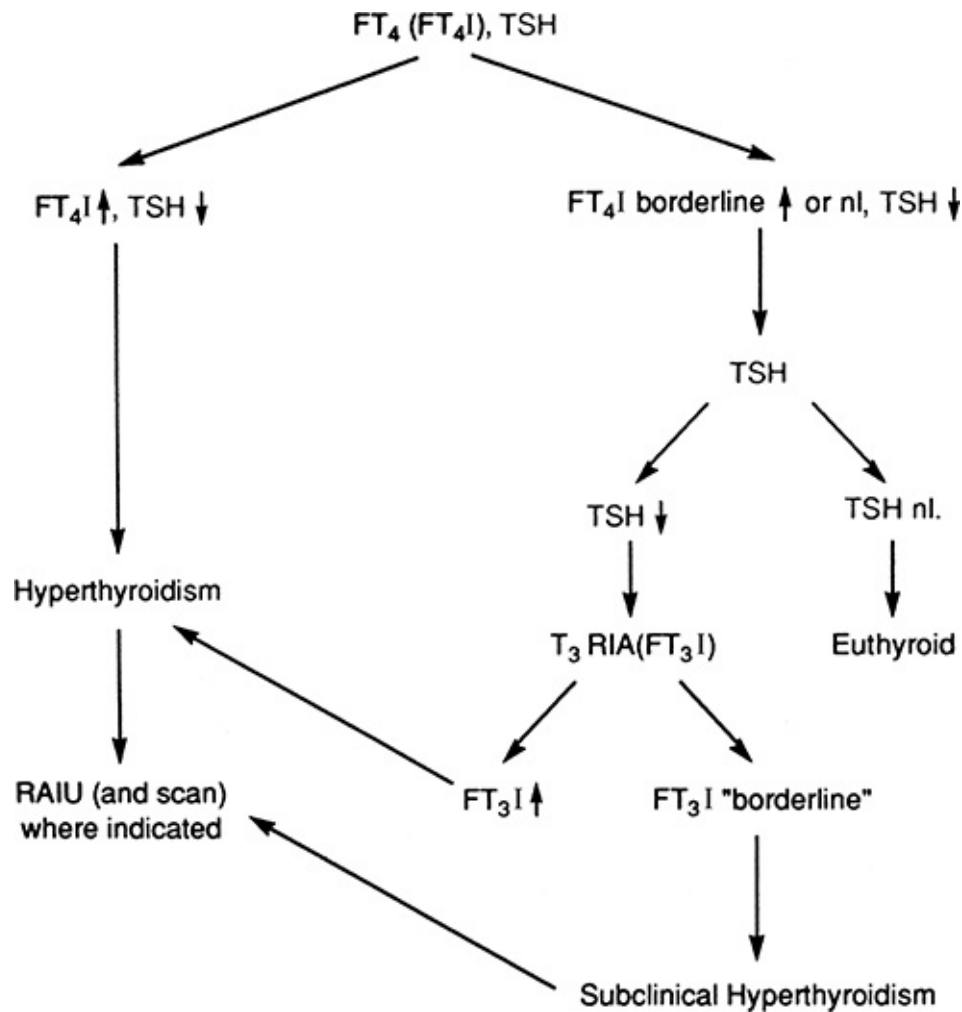 FT₄ (FT₄I), TSH
FT₄I ↑, TSH ↓
FT₄I borderline ↑ or nl, TSH ↓
TSH
TSH ↓
TSH nl.
Hyperthyroidism
T₃ RIA(FT₃I)
Euthyroid
RAIU (and scan)
where indicated
FT₃I ↑
FT₃I "borderline"
Subclinical Hyperthyroidism